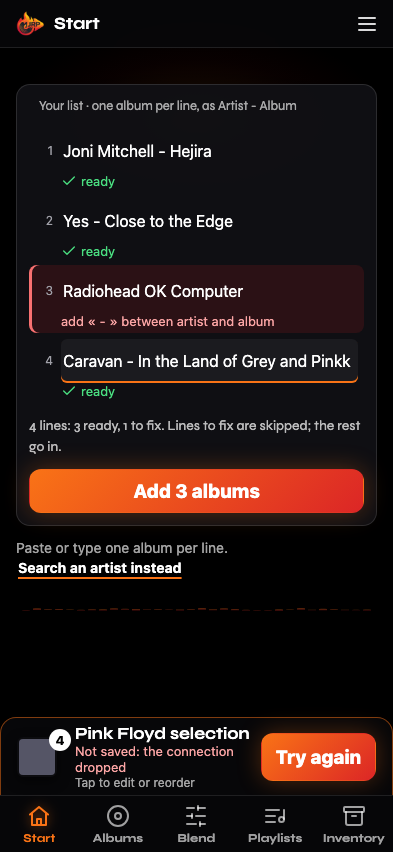 Start
Your list · one album per line, as Artist - Album
1 Joni Mitchell - Hejira
✓ ready
2 Yes - Close to the Edge
✓ ready
3 Radiohead OK Computer
add « - » between artist and album
4 Caravan - In the Land of Grey and Pinkk
✓ ready
4 lines: 3 ready, 1 to fix. Lines to fix are skipped; the rest
go in.
Add 3 albums
Paste or type one album per line.
Search an artist instead
4
Pink Floyd selection
Not saved: the connection
dropped
Tap to edit or reorder
Try again
Start Albums Blend Playlists Inventory